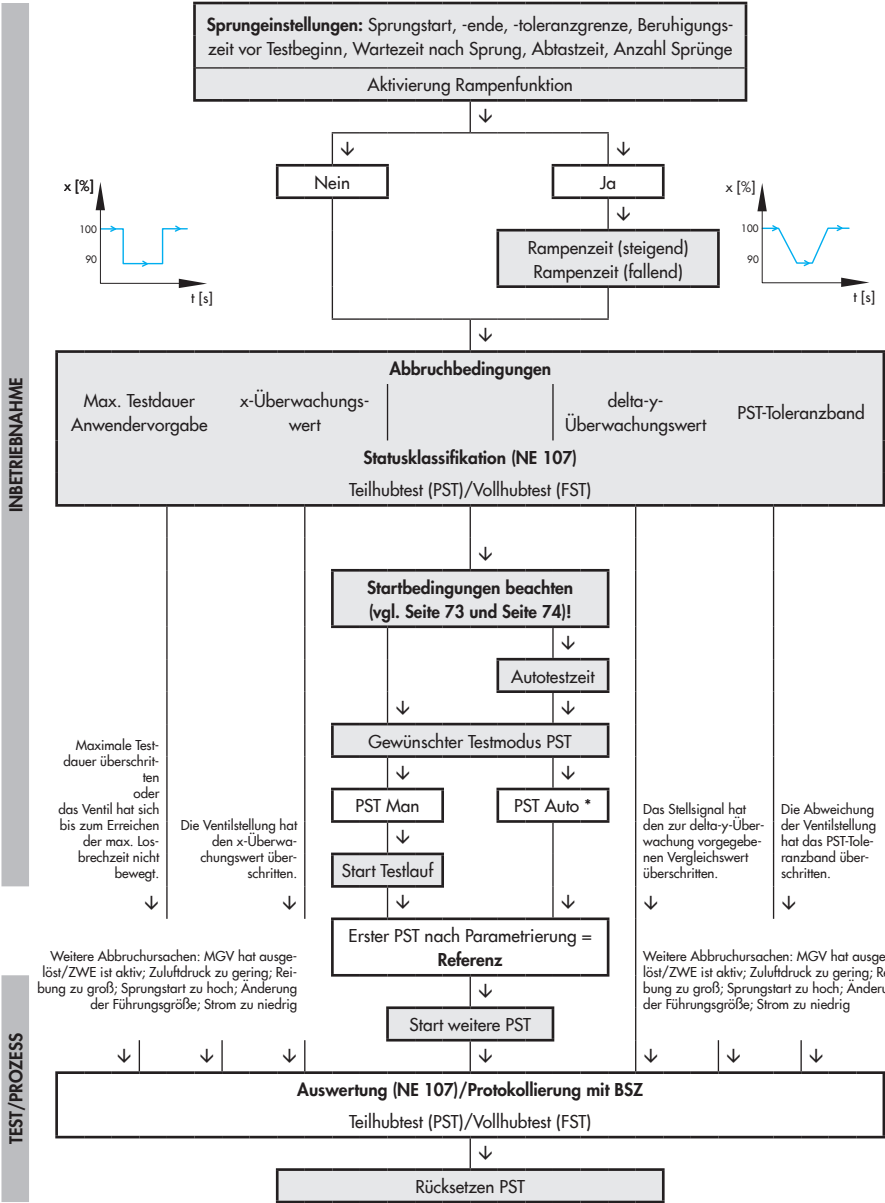 Sprungeinstellungen: Sprungstart, -ende, -toleranzgrenze, Beruhigungs-
zeit vor Testbeginn, Wartezeit nach Sprung, Abtastzeit, Anzahl Sprünge
Aktivierung Rampenfunktion
Nein
Ja
x [%]
100
90
t [s]
Rampenzeit (steigend)
Rampenzeit (fallend)
x [%]
100
90
t [s]
INBETRIEBNAHME
Abbruchbedingungen
Max. Testdauer
Anwendervorgabe
x-Überwachungs-
wert
delta-y-
Überwachungswert
PST-Toleranzband
Statusklassifikation (NE 107)
Teilhubtest (PST)/Vollhubtest (FST)
Startbedingungen beachten
(vgl. Seite 73 und Seite 74)!
Autotestzeit
Gewünschter Testmodus PST
PST Man
PST Auto *
Start Testlauf
Maximale Test-
dauer überschrit-
ten
oder
das Ventil hat sich
bis zum Erreichen
der max. Los-
brechzeit nicht
bewegt.
Die Ventilstellung hat
den x-Überwa-
chungswert über-
schritten.
Das Stellsignal hat
den zur delta-y-Über-
wachung vorgegebe-
nen Vergleichswert
überschritten.
Die Abweichung
der Ventilstellung
hat das PST-Tole-
ranzband über-
schritten.
Erster PST nach Parametrierung =
Referenz
Weitere Abbruchursachen: MGV hat ausge-
löst/ZWE ist aktiv; Zuluftdruck zu gering; Rei-
bung zu groß; Sprungstart zu hoch; Änderung
der Führungsgröße; Strom zu niedrig
Weitere Abbruchursachen: MGV hat ausge
löst/ZWE ist aktiv; Zuluftdruck zu gering; Re
bung zu groß; Sprungstart zu hoch; Änderu
der Führungsgröße; Strom zu niedrig
Start weitere PST
TEST/PROZESS
Auswertung (NE 107)/Protokollierung mit BSZ
Teilhubtest (PST)/Vollhubtest (FST)
Rücksetzen PST